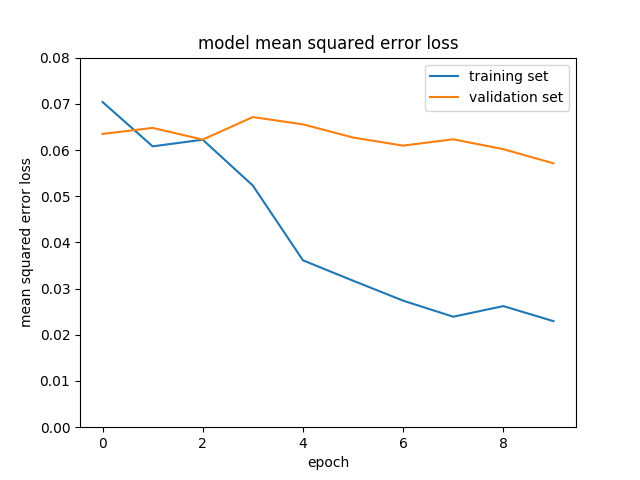 model mean squared error loss
training set
validation set
0.08
0.07
0.06
0.05
0.04
0.03
0.02
0.01
0.00
mean squared error loss
0 2 4 6 8
epoch